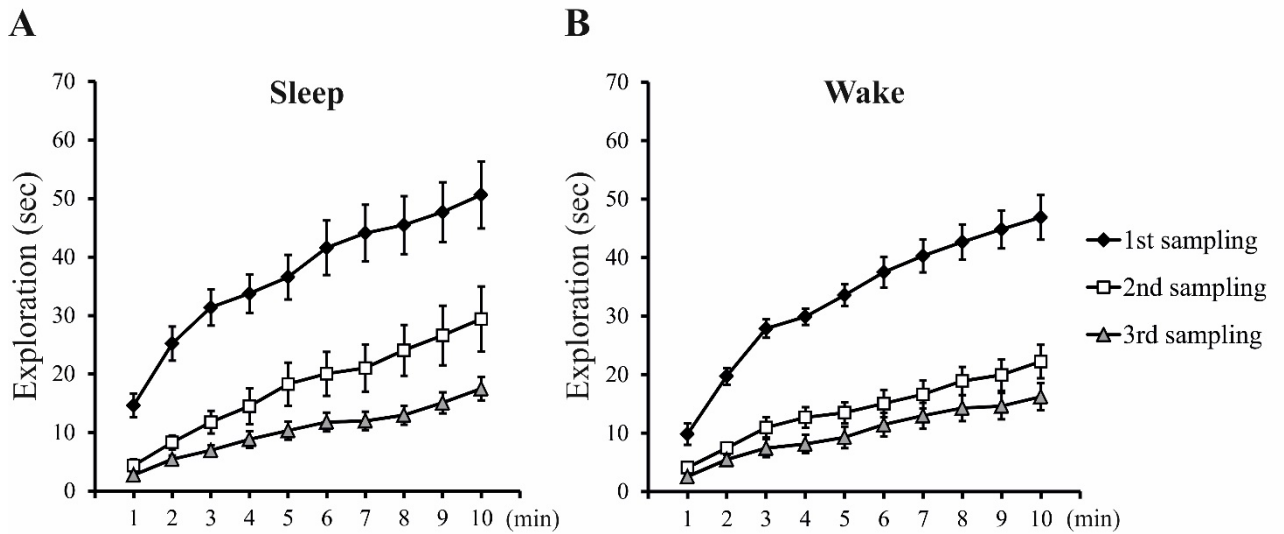 A
B
Sleep
Wake
Exploration (sec)
70
60
50
40
30
20
10
0
1 2 3 4 5 6 7 8 9 10 (min)
Exploration (sec)
70
60
50
40
30
20
10
0
1 2 3 4 5 6 7 8 9 10 (min)
1st sampling
2nd sampling
3rd sampling